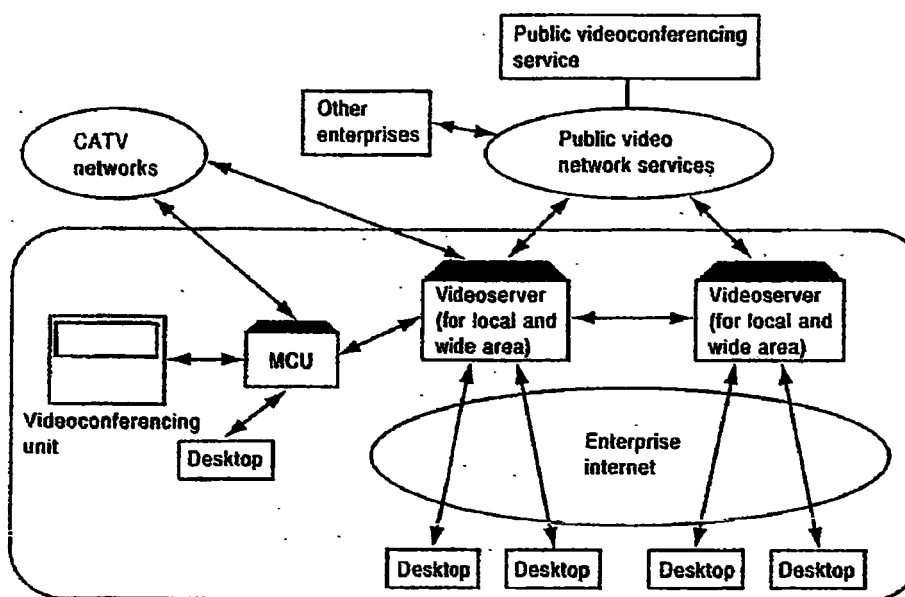 Public videoconferencing
service
Other
enterprises
CATV
networks
Public video
network services
Videoserver
(for local and
wide area)
Videoserver
(for local and
wide area)
MCU
Videoconferencing
unit
Desktop
Enterprise
internet
Desktop
Desktop
Desktop
Desktop